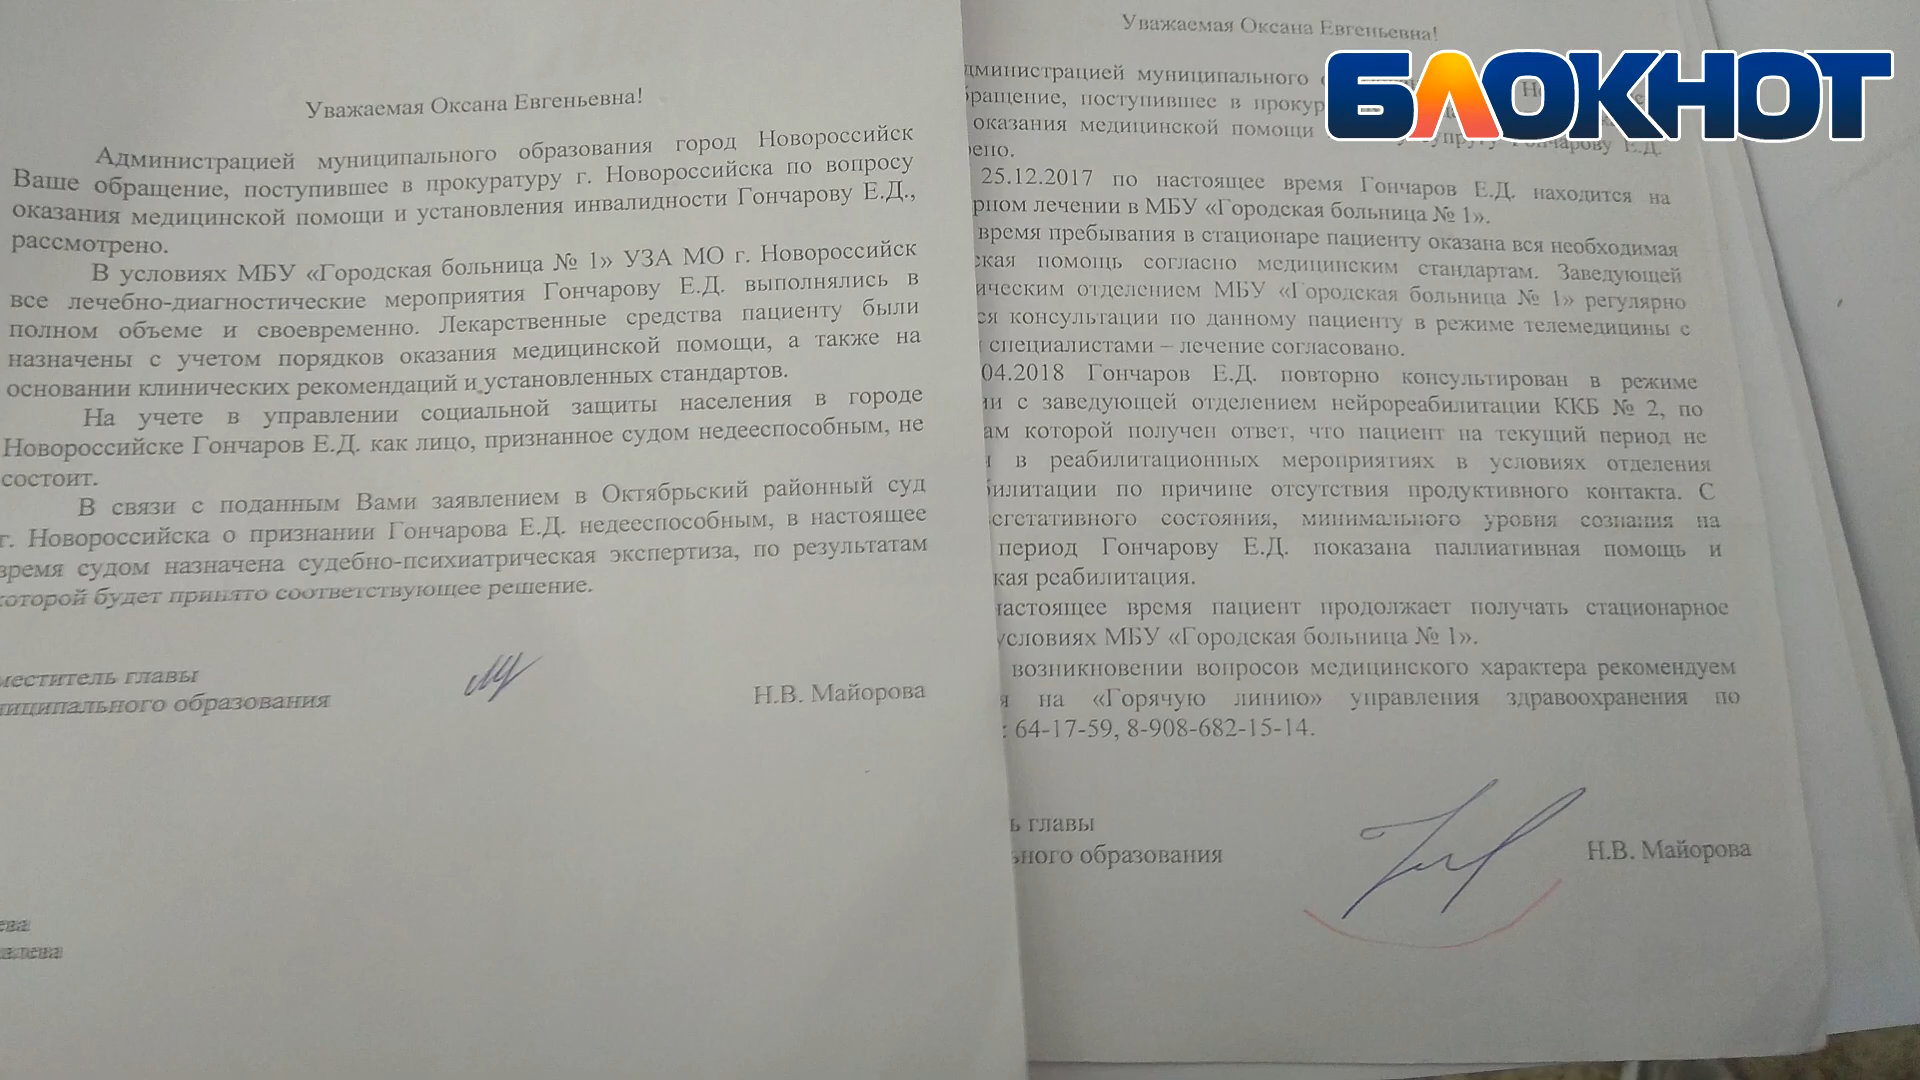 Уважаемая Оксана Евгеньевна!
Администрацией муниципального образования город Новороссийск
Ваше обращение, поступившее в прокуратуру г. Новороссийска по вопросу
оказания медицинской помощи и установления инвалидности Гончарову Е.Д.,
рассмотрено.
В условиях МБУ «Городская больница № 1» УЗА МО г. Новороссийск
все лечебно-диагностические мероприятия Гончарову Е.Д. выполнялись в
полном объеме и своевременно. Лекарственные средства пациенту были
назначены с учетом порядков оказания медицинской помощи, а также на
основании клинических рекомендаций и установленных стандартов.
На учете в управлении социальной защиты населения в городе
Новороссийске Гончаров Е.Д. как лицо, признанное судом недееспособным, не
состоит.
В связи с поданным Вами заявлением в Октябрьский районный суд
г. Новороссийска о признании Гончарова Е.Д. недееспособным, в настоящее
время судом назначена судебно-психиатрическая экспертиза, по результатам
которой будет принято соответствующее решение.
меститель главы
ниципального образования
Н.В. Майорова
ева
алева
Уважаемая Оксана Евгеньевна!
дминистрацией муниципального
бращение, поступившее в прокур
оказания медицинской помощи супругу Гончарову Е.Д.
рено.
25.12.2017 по настоящее время Гончаров Е.Д. находится на
рном лечении в МБУ «Городская больница № 1».
время пребывания в стационаре пациенту оказана вся необходимая
ская помощь согласно медицинским стандартам. Заведующей
ическим отделением МБУ «Городская больница № 1» регулярно
ся консультации по данному пациенту в режиме телемедицины с
специалистами – лечение согласовано.
04.2018 Гончаров Е.Д. повторно консультирован в режиме
ии с заведующей отделением нейрореабилитации ККБ № 2, по
ам которой получен ответ, что пациент на текущий период не
в реабилитационных мероприятиях в условиях отделения
билитации по причине отсутствия продуктивного контакта. С
вегетативного состояния, минимального уровня сознания на
период Гончарову Е.Д. показана паллиативная помощь и
кая реабилитация.
настоящее время пациент продолжает получать стационарное
условиях МБУ «Городская больница № 1».
возникновении вопросов медицинского характера рекомендуем
я на «Горячую линию» управления здравоохранения по
: 64-17-59, 8-908-682-15-14.
ь главы
ьного образования
Н.В. Майорова
БЛОКНОТ